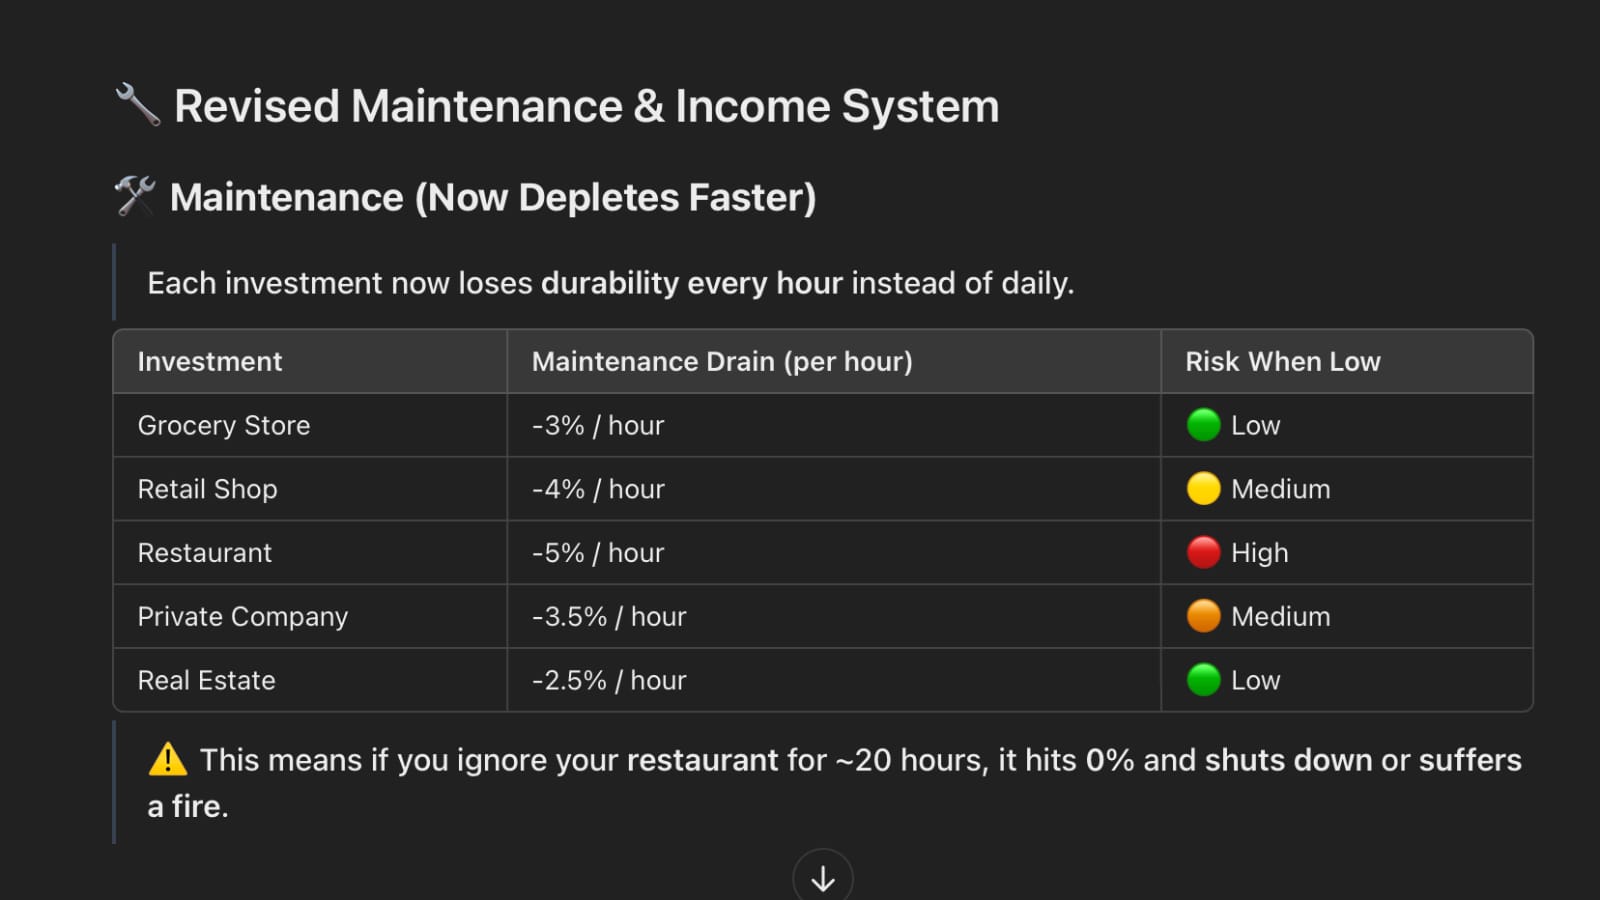 🔧 Revised Maintenance & Income System
🛠 Maintenance (Now Depletes Faster)
Each investment now loses durability every hour instead of daily.
Investment Maintenance Drain (per hour) Risk When Low
Grocery Store -3% / hour 🟢 Low
Retail Shop -4% / hour 🟡 Medium
Restaurant -5% / hour 🔴 High
Private Company -3.5% / hour 🟠 Medium
Real Estate -2.5% / hour 🟢 Low
⚠️ This means if you ignore your restaurant for ~20 hours, it hits 0% and shuts down or suffers
a fire.